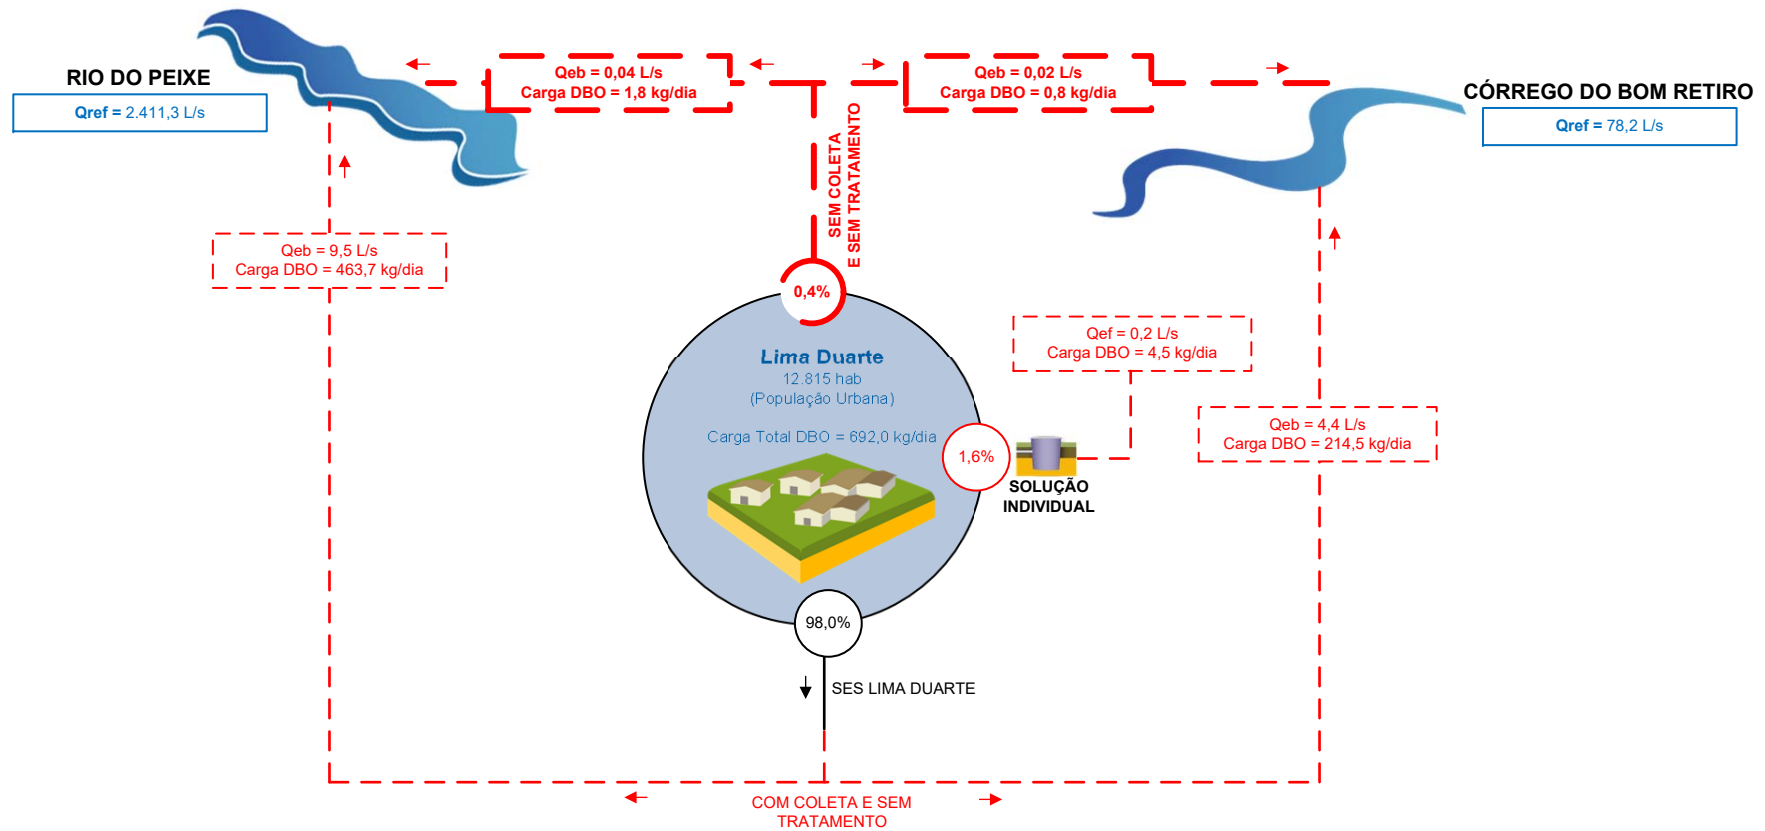 RIO DO PEIXE
Qref = 2.411,3 L/s
Qeb = 0,04 L/s
Carga DBO = 1,8 kg/dia
Qeb = 0,02 L/s
Carga DBO = 0,8 kg/dia
CÓRREGO DO BOM RETIRO
Qref = 78,2 L/s
SEM COLETA
E SEM TRATAMENTO
Qeb = 9,5 L/s
Carga DBO = 463,7 kg/dia
0,4%
Lima Duarte
12.815 hab
(População Urbana)
Carga Total DBO = 692,0 kg/dia
Qef = 0,2 L/s
Carga DBO = 4,5 kg/dia
1,6%
SOLUÇÃO
INDIVIDUAL
Qeb = 4,4 L/s
Carga DBO = 214,5 kg/dia
98,0%
SES LIMA DUARTE
COM COLETA E SEM
TRATAMENTO